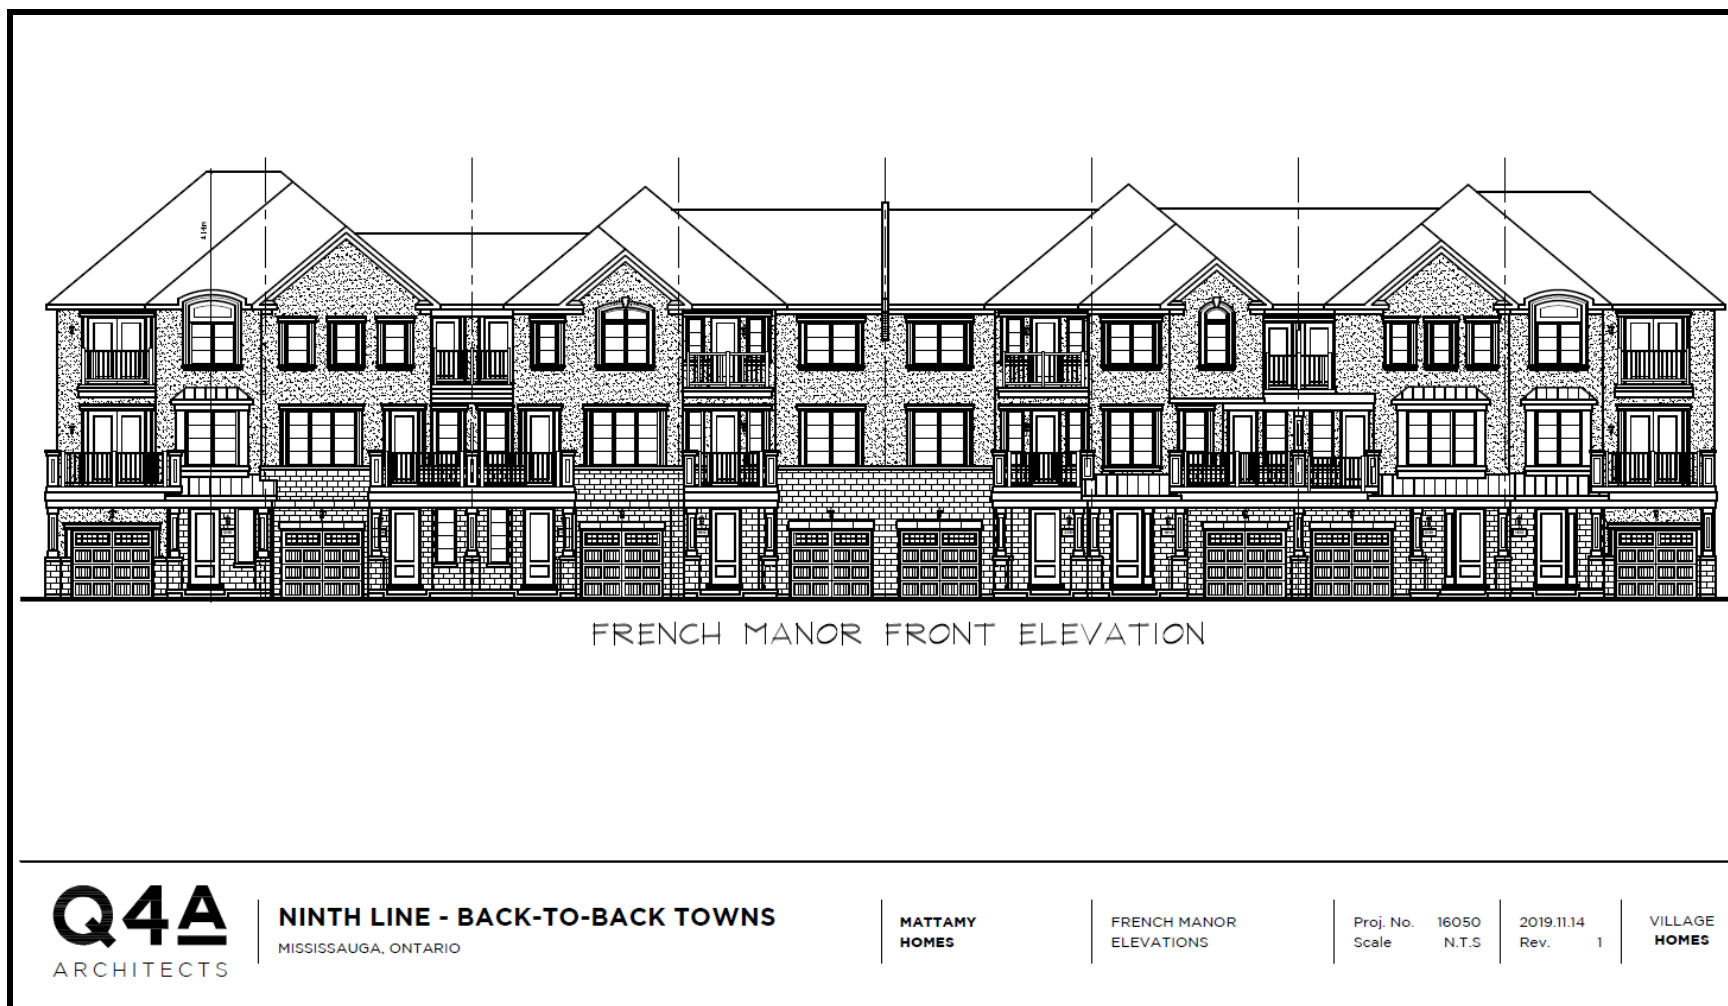 FRENCH MANOR FRONT ELEVATION
Q4A
ARCHITECTS
NINTH LINE - BACK-TO-BACK TOWNS
MISSISSAUGA, ONTARIO
MATTAMY
HOMES
FRENCH MANOR
ELEVATIONS
Proj. No. 16050
Scale N.T.S
2019.11.14
Rev. 1
VILLAGE
HOMES